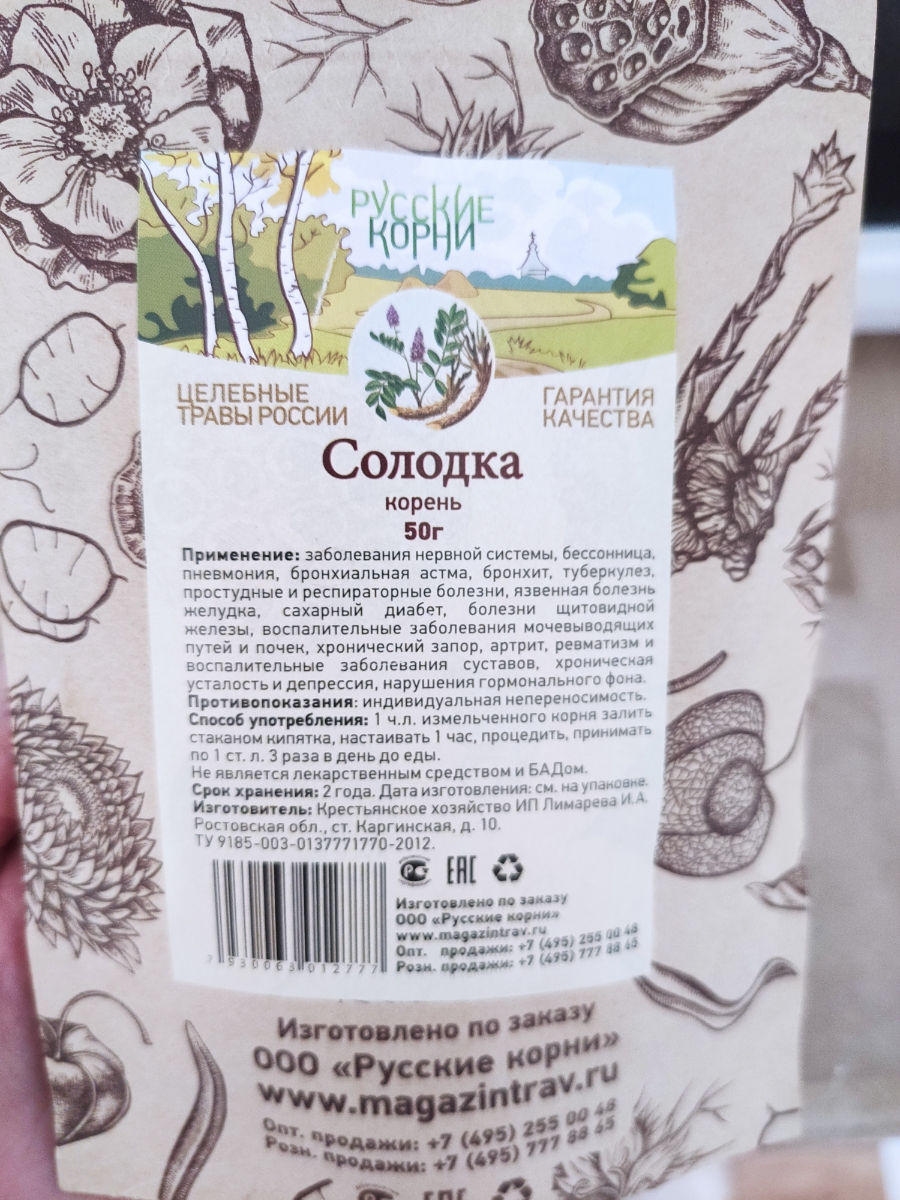 РУССКИЕ
КОРНИ
ЦЕЛЕБНЫЕ
ТРАВЫ РОССИИ
ГАРАНТИЯ
КАЧЕСТВА
Солодка
корень
50г
Применение: заболевания нервной системы, бессонница,
пневмония, бронхиальная астма, бронхит, туберкулез,
простудные и респираторные болезни, язвенная болезнь
желудка, сахарный диабет, болезни щитовидной
железы, воспалительные заболевания мочевыводящих
путей и почек, хронический запор, артрит, ревматизм и
воспалительные заболевания суставов, хроническая
усталость и депрессия, нарушения гормонального фона.
Противопоказания: индивидуальная непереносимость.
Способ употребления: 1 ч.л. измельченного корня залить
стаканом кипятка, настаивать 1 час, процедить, принимать
по 1 ст. л. 3 раза в день до еды.
Не является лекарственным средством и БАДом.
Срок хранения: 2 года. Дата изготовления: см. на упаковке.
Изготовитель: Крестьянское хозяйство ИП Лимарева И.А.
Ростовская обл., ст. Каргинская, д. 10.
ТУ 9185-003-0137771770-2012.
7 930063 012777
РС ЕАС
Изготовлено по заказу
ООО «Русские корни»
www.magazintrav.ru
Опт. продажи: +7 (495) 255 00 48
Розн. продажи: +7 (495) 777 88 65
Изготовлено по заказу
ООО «Русские корни»
www.magazintrav.ru
Опт. продажи: +7 (495) 255 00 48
Розн. продажи: +7 (495) 777 88 65
РС ЕАС